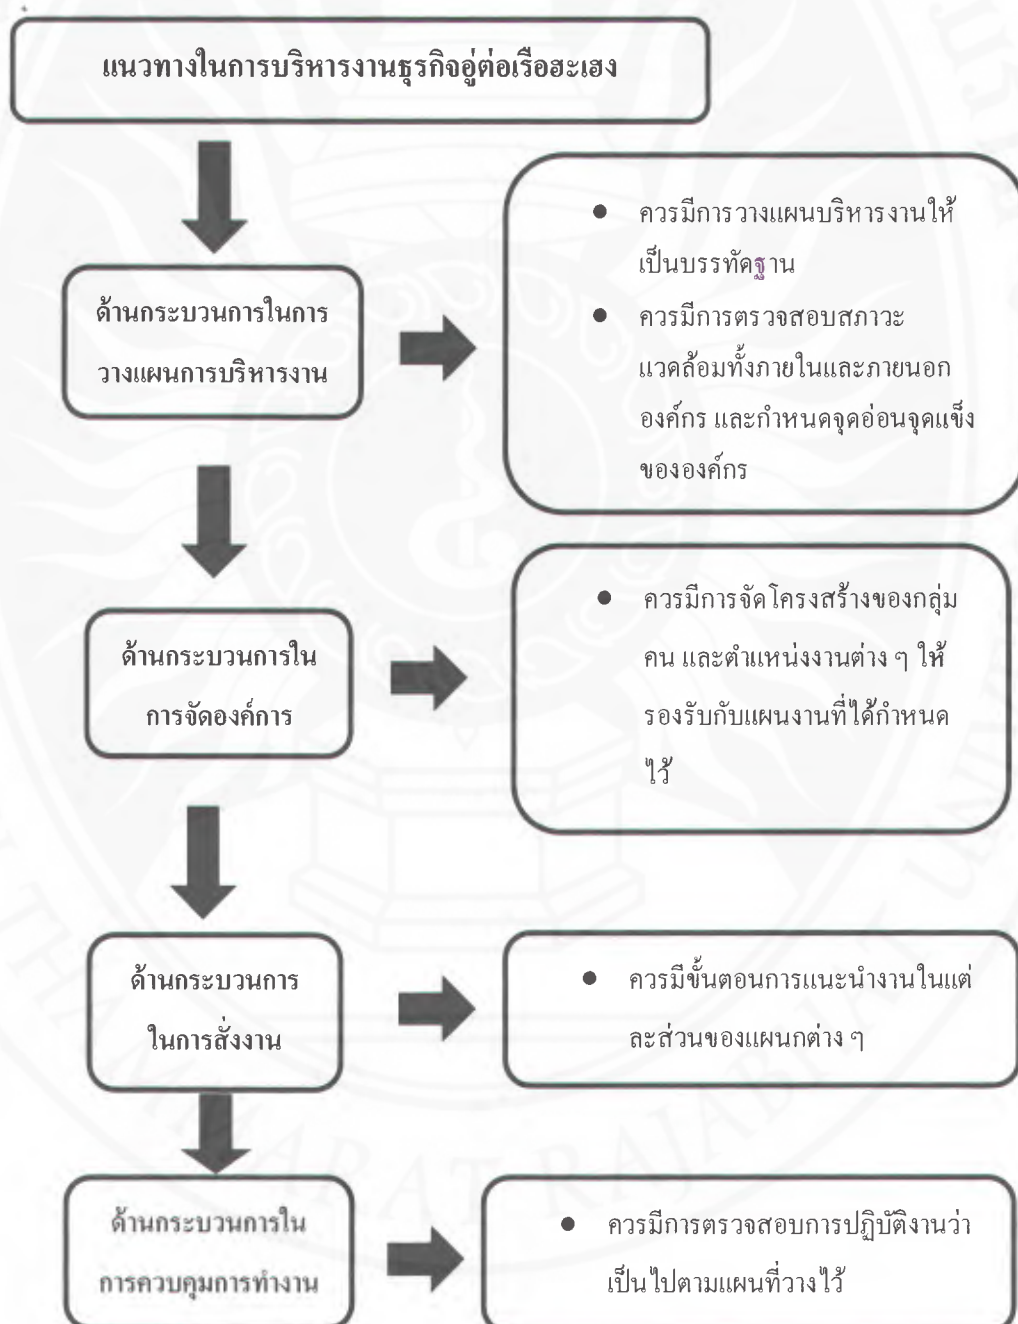 แนวทางในการบริหารงานธุรกิจอู่ต่อเรือฮะเฮง
ด้านกระบวนการในการ
วางแผนการบริหารงาน
● ควรมีการวางแผนบริหารงานให้
เป็นบรรทัดฐาน
● ควรมีการตรวจสอบสภาวะ
แวดล้อมทั้งภายในและภายนอก
องค์กร และกำหนดจุดอ่อนจุดแข็ง
ขององค์กร
ด้านกระบวนการใน
การจัดองค์การ
● ควรมีการจัดโครงสร้างของกลุ่ม
คน และตำแหน่งงานต่าง ๆ ให้
รองรับกับแผนงานที่ได้กำหนด
ไว้
ด้านกระบวนการ
ในการสั่งงาน
● ควรมีขั้นตอนการแนะนำงานในแต่
ละส่วนของแผนกต่าง ๆ
ด้านกระบวนการใน
การควบคุมการทำงาน
● ควรมีการตรวจสอบการปฏิบัติงานว่า
เป็นไปตามแผนที่วางไว้